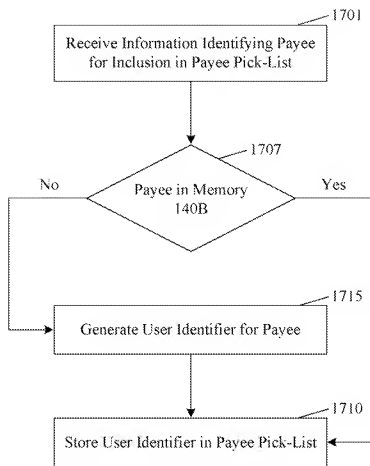 1701
Receive Information Identifying Payee
for Inclusion in Payee Pick-List
1707
No
Payee in Memory
140B
Yes
1715
Generate User Identifier for Payee
1710
Store User Identifier in Payee Pick-List